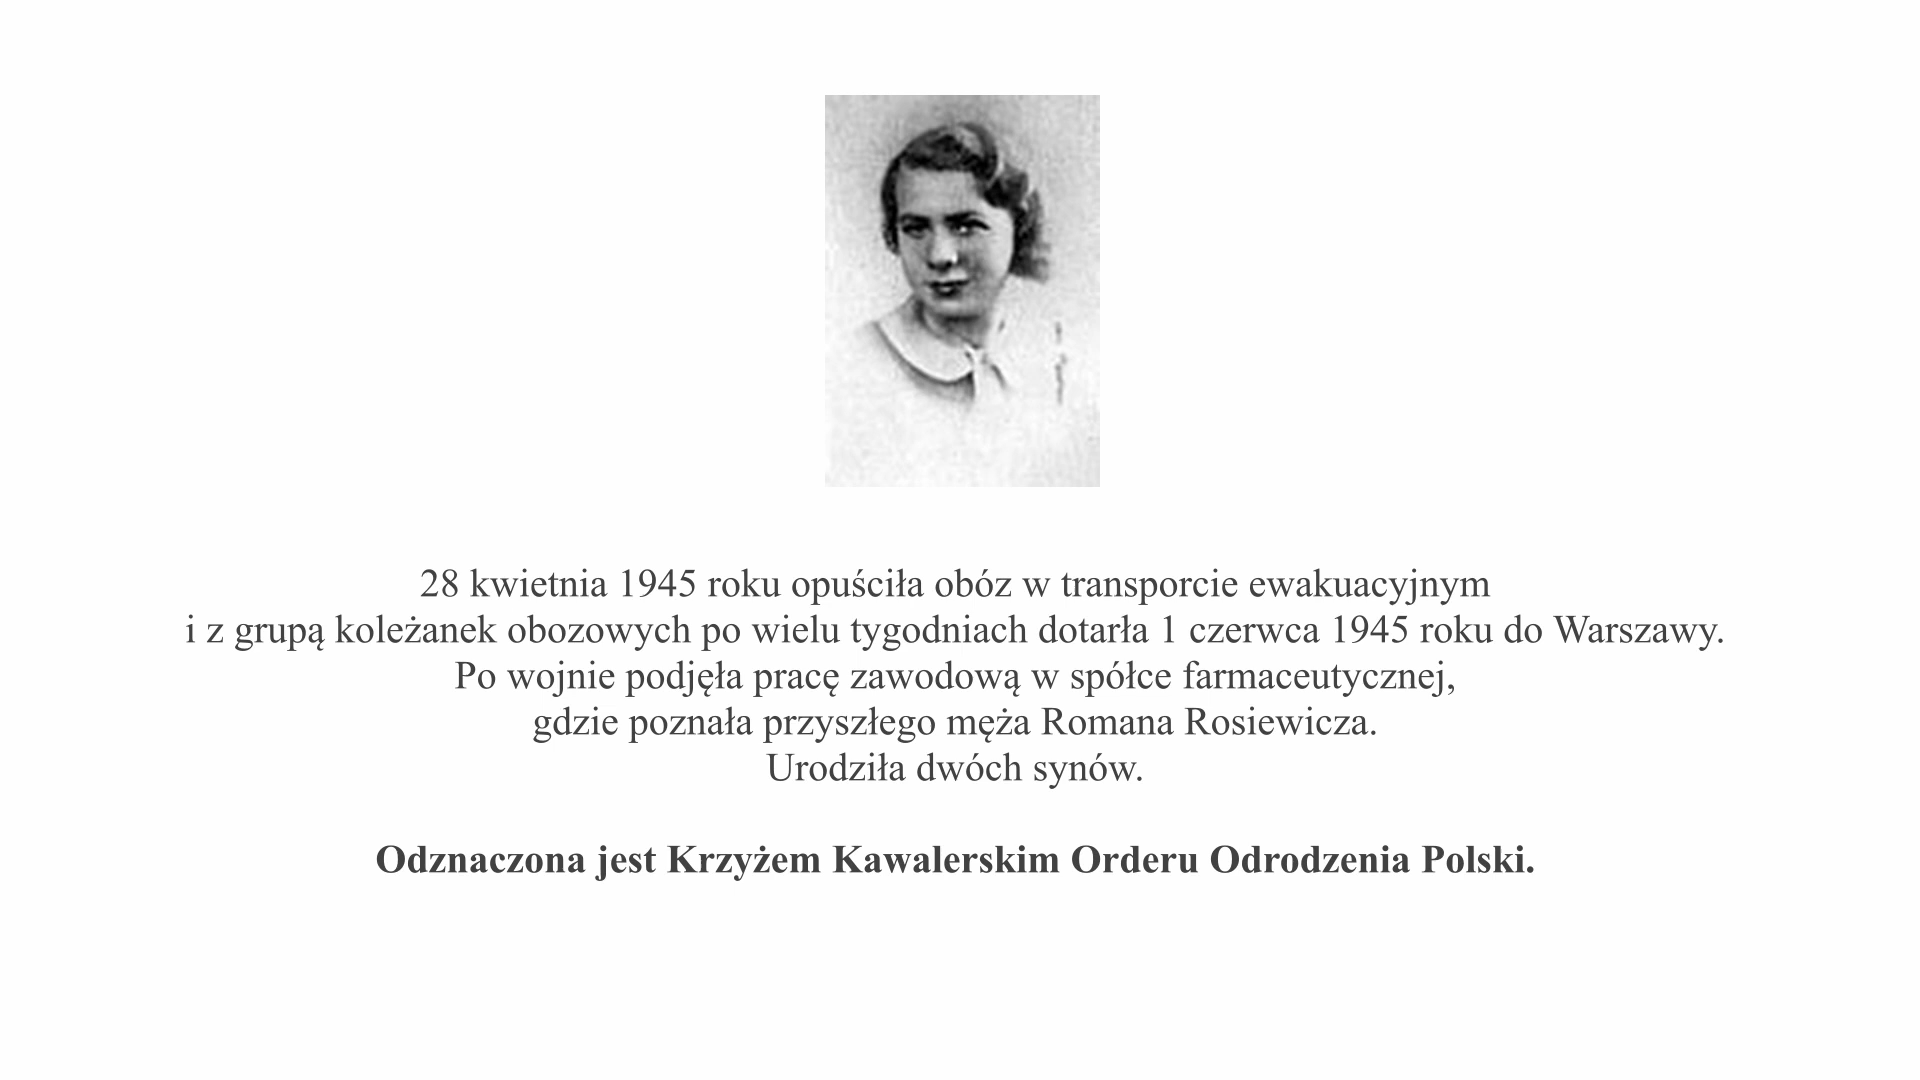 28 kwietnia 1945 roku opuściła obóz w transporcie ewakuacyjnym
i z grupą koleżanek obozowych po wielu tygodniach dotarła 1 czerwca 1945 roku do Warszawy.
Po wojnie podjęła pracę zawodową w spółce farmaceutycznej,
gdzie poznała przyszłego męża Romana Rosiewicza.
Urodziła dwóch synów.
Odznaczona jest Krzyżem Kawalerskim Orderu Odrodzenia Polski.